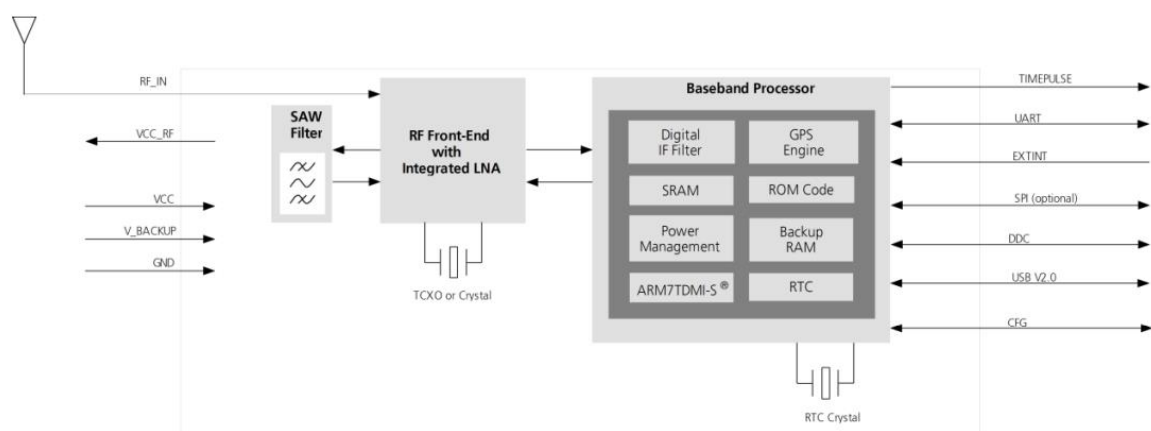 RF_IN
VCC_RF
VCC
V_BACKUP
GND
SAW
Filter
RF Front-End
with
Integrated LNA
TCXO or Crystal
Baseband Processor
Digital
IF Filter
GPS
Engine
SRAM
ROM Code
Power
Management
Backup
RAM
ARM7TDMI-S®
RTC
RTC Crystal
TIMEPULSE
UART
EXTINT
SPI (optional)
DDC
USB V2.0
CFG